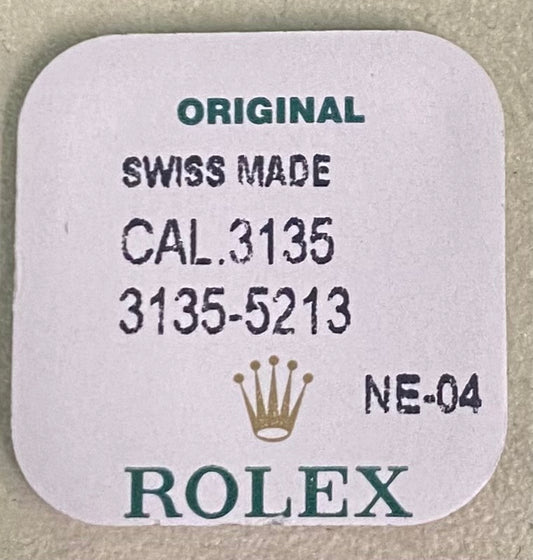 ORIGINAL
SWISS MADE
CAL.3135
3135-5213
NE-04
ROLEX